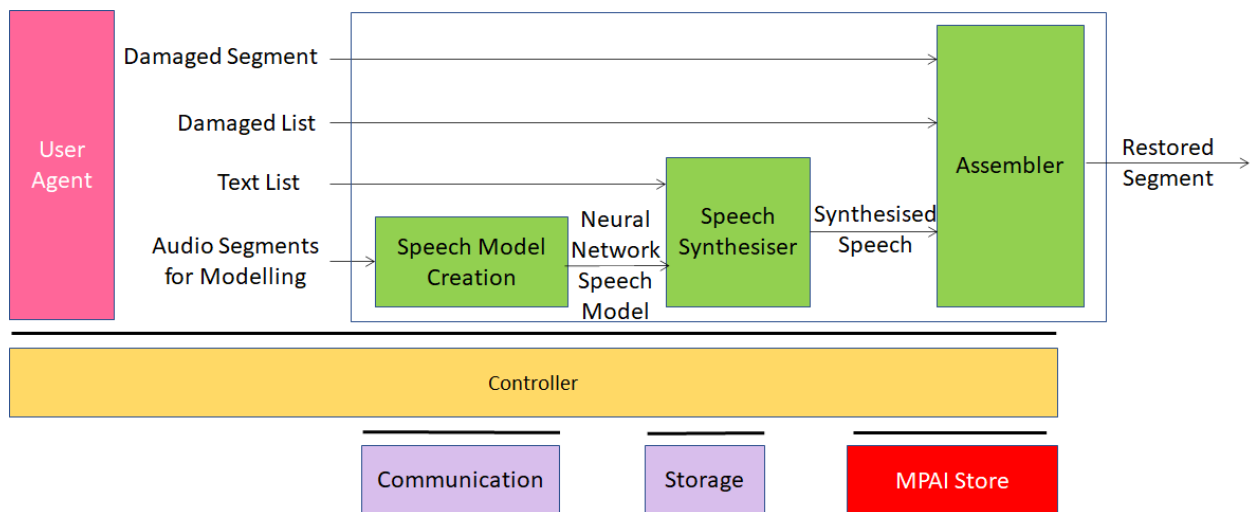 Damaged Segment
Damaged List
Text List
Audio Segments
for Modelling
User
Agent
Speech Model
Creation
Neural
Network
Speech
Model
Speech
Synthesiser
Synthesised
Speech
Assembler
Restored
Segment
Controller
Communication
Storage
MPAI Store